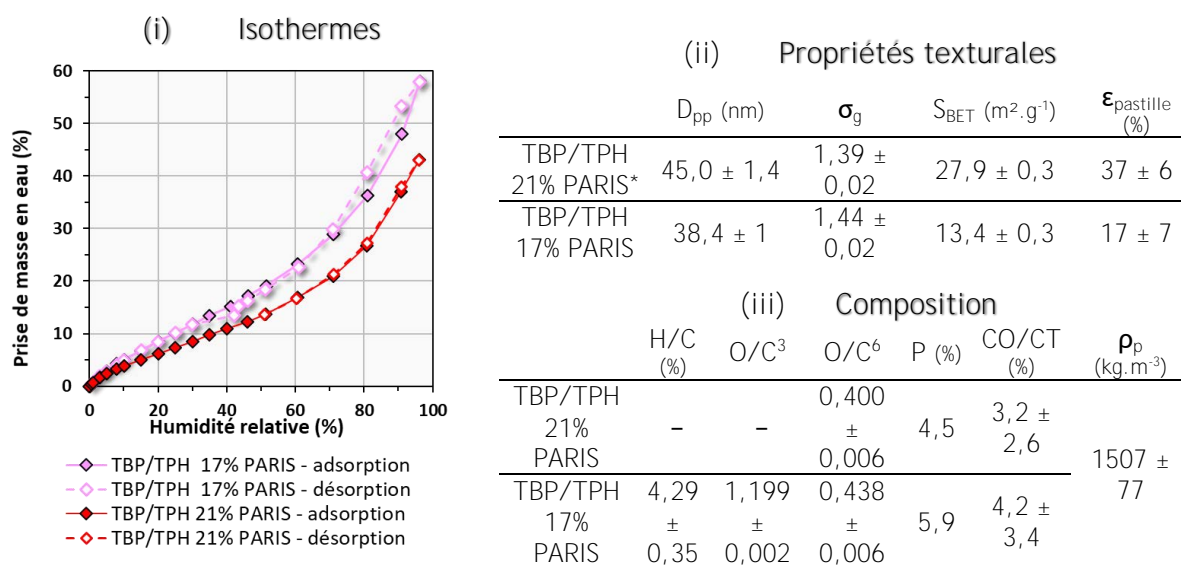 (i) Isothermes
60
50
40
30
20
10
0
Prise de masse en eau (%)
0 20 40 60 80 100
Humidité relative (%)
TBP/TPH 17% PARIS - adsorption
TBP/TPH 17% PARIS - désorption
TBP/TPH 21% PARIS - adsorption
TBP/TPH 21% PARIS - désorption
(ii) Propriétés texturales
Dpp (nm) σg SBET (m².g-1) εpastille (%)
TBP/TPH 21% PARIS* 45,0 ± 1,4 1,39 ± 0,02 27,9 ± 0,3 37 ± 6
TBP/TPH 17% PARIS 38,4 ± 1 1,44 ± 0,02 13,4 ± 0,3 17 ± 7
(iii) Composition
H/C (%) O/C³ O/C⁶ P (%) CO/CT (%) ρp (kg.m-3)
TBP/TPH 21% PARIS – – 0,400 ± 0,006 4,5 3,2 ± 2,6 1507 ± 77
TBP/TPH 17% PARIS 4,29 ± 0,35 1,199 ± 0,002 0,438 ± 0,006 5,9 4,2 ± 3,4